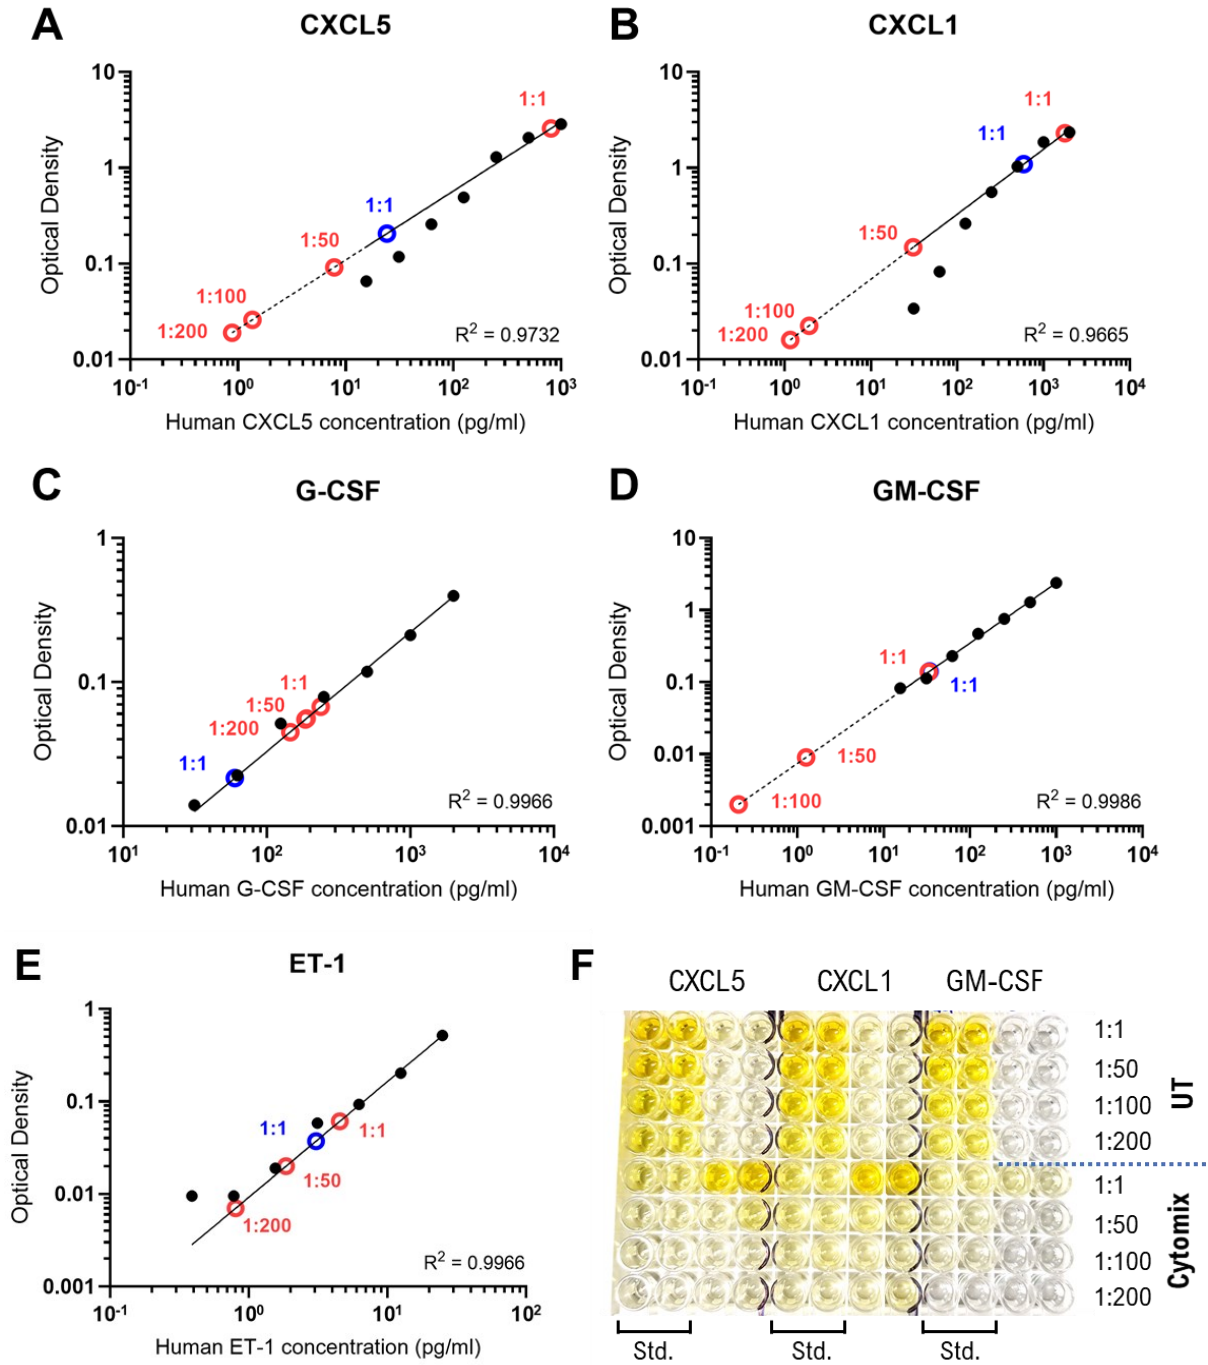 A
CXCL5
10
1
0.1
0.01
Optical Density
1:1
1:1
1:50
1:100
1:200
R² = 0.9732
10⁻¹ 10⁰ 10¹ 10² 10³
Human CXCL5 concentration (pg/ml)
B
CXCL1
10
1
0.1
0.01
Optical Density
1:1
1:1
1:50
1:100
1:200
R² = 0.9665
10⁻¹ 10⁰ 10¹ 10² 10³ 10⁴
Human CXCL1 concentration (pg/ml)
C
G-CSF
1
0.1
0.01
Optical Density
1:1
1:50
1:200
1:1
R² = 0.9966
10¹ 10² 10³ 10⁴
Human G-CSF concentration (pg/ml)
D
GM-CSF
10
1
0.1
0.01
0.001
Optical Density
1:1
1:1
1:50
1:100
R² = 0.9986
10⁻¹ 10⁰ 10¹ 10² 10³ 10⁴
Human GM-CSF concentration (pg/ml)
E
ET-1
1
0.1
0.01
0.001
Optical Density
1:1
1:1
1:50
1:200
R² = 0.9966
10⁻¹ 10⁰ 10¹ 10²
Human ET-1 concentration (pg/ml)
F
CXCL5 CXCL1 GM-CSF
1:1
1:50
1:100
1:200
UT
1:1
1:50
1:100
1:200
Cytomix
Std. Std. Std.